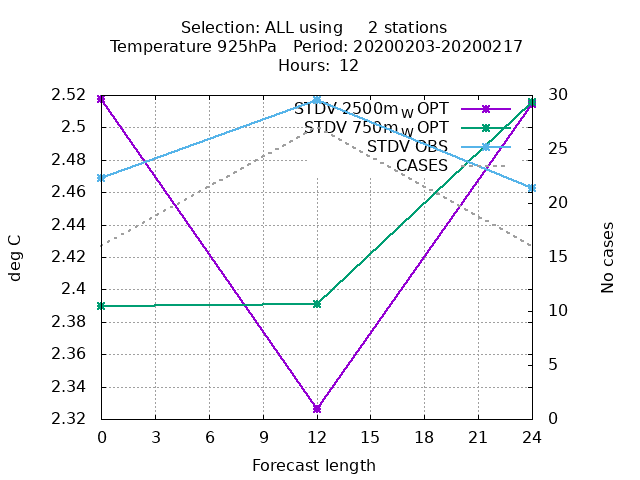 Selection: ALL using     2 stations
Temperature 925hPa   Period: 20200203-20200217
Hours:  12
2.52
2.5
2.48
2.46
2.44
2.42
2.4
2.38
2.36
2.34
2.32
30
25
20
15
10
5
0
0 3 6 9 12 15 18 21 24
deg C
No cases
Forecast length
STDV 2500m w OPT
STDV 750m w OPT
STDV OBS
CASES